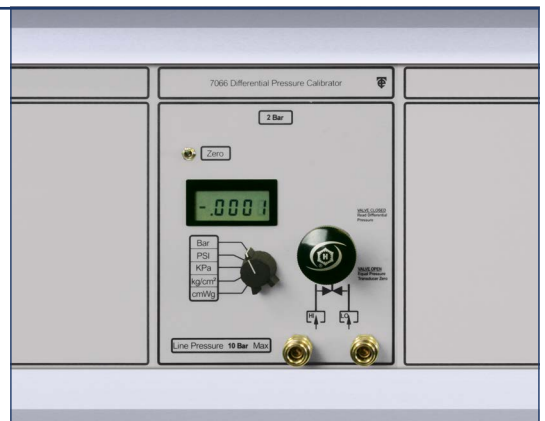 7066 Differential Pressure Calibrator
2 Bar
Zero
-.0001
VALVE CLOSED
Read Differential
Pressure
Bar
PSI
KPa
kg/cm²
cmWg
H
VALVE OPEN
Equal Pressure
Transducer Zero
HI
LO
Line Pressure 10 Bar Max